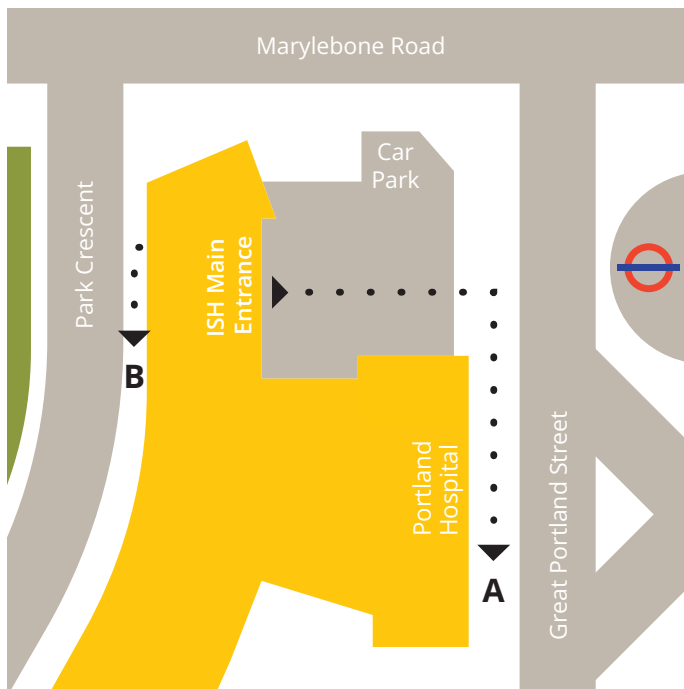 Marylebone Road
Car
Park
Park Crescent
ISH Main
Entrance
B
Portland
Hospital
Great Portland Street
A